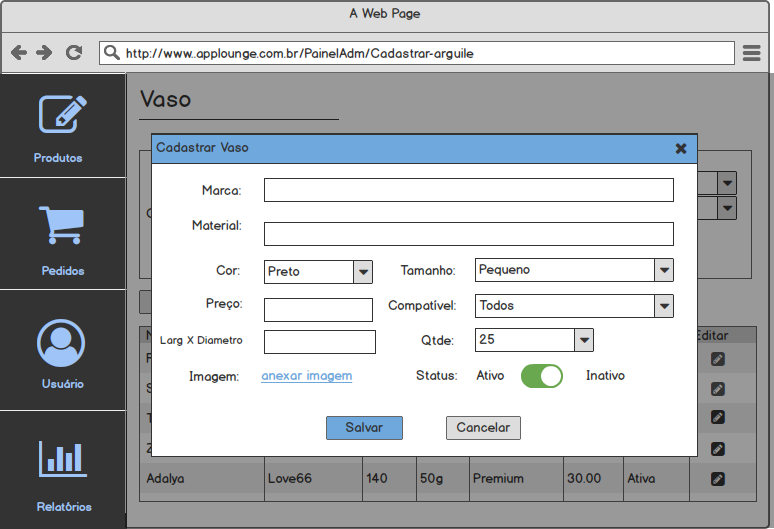 A Web Page
http://www.applounge.com.br/PainelAdm/Cadastrar-arguile
Produtos
Pedidos
Usuário
Relatórios
Vaso
Cadastrar Vaso
Marca:
Material:
Cor: Preto Tamanho: Pequeno
Preço: Compatível: Todos
Larg X Diametro Qtde: 25
Imagem: anexar imagem Status: Ativo Inativo
Salvar Cancelar
Editar
Adalya Love66 140 50g Premium 30.00 Ativa